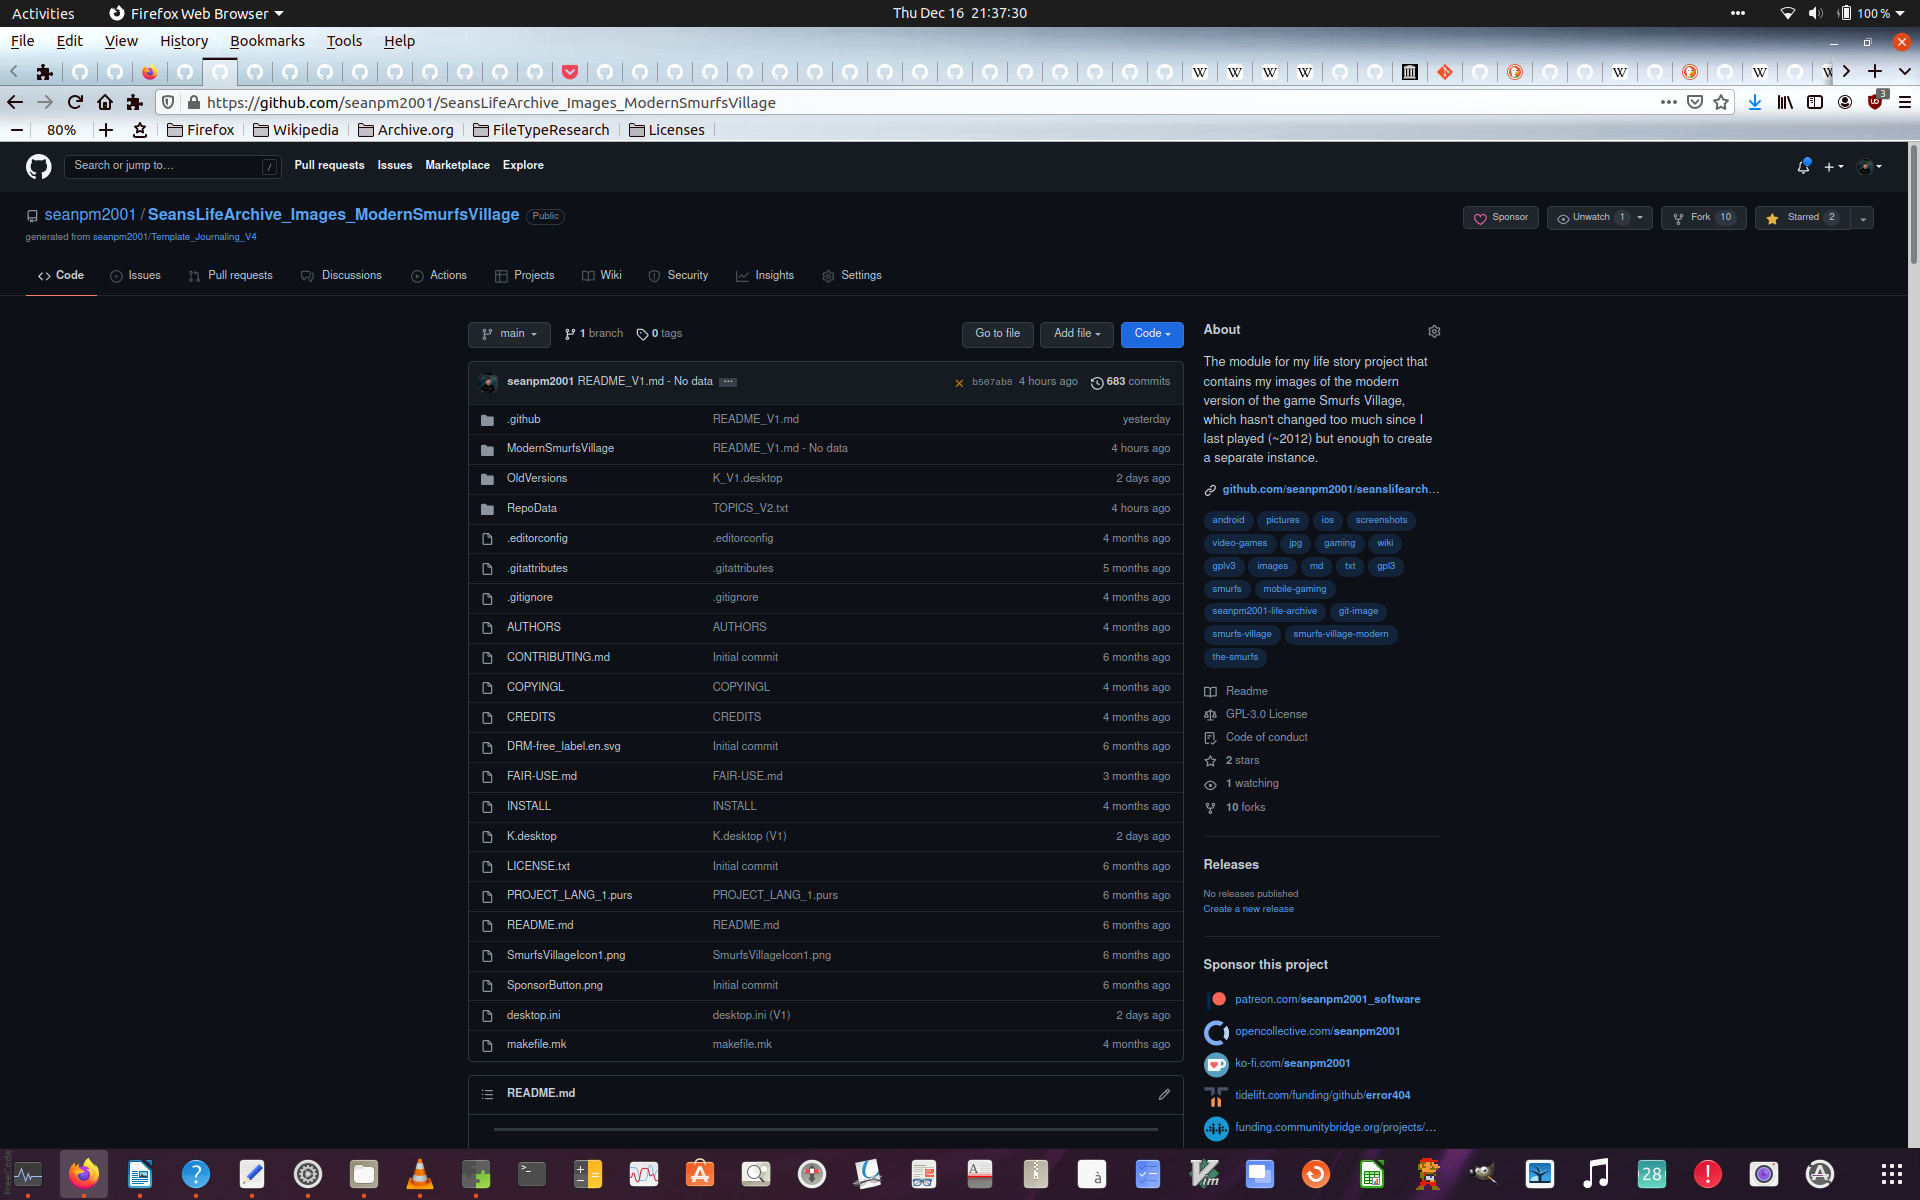 Activities Firefox Web Browser Thu Dec 16 21:37:30 100 %
File Edit View History Bookmarks Tools Help
https://github.com/seanpm2001/SeansLifeArchive_Images_ModernSmurfsVillage 3
80% Firefox Wikipedia Archive.org FileTypeResearch Licenses
Search or jump to… / Pull requests Issues Marketplace Explore
seanpm2001 / SeansLifeArchive_Images_ModernSmurfsVillage Public
Sponsor Unwatch 1 Fork 10 Starred 2
generated from seanpm2001/Template_Journaling_V4
Code Issues Pull requests Discussions Actions Projects Wiki Security Insights Settings
main 1 branch 0 tags Go to file Add file Code
seanpm2001 README_V1.md - No data ... b507ab8 4 hours ago 683 commits
.github README_V1.md yesterday
ModernSmurfsVillage README_V1.md - No data 4 hours ago
OldVersions K_V1.desktop 2 days ago
RepoData TOPICS_V2.txt 4 hours ago
.editorconfig .editorconfig 4 months ago
.gitattributes .gitattributes 5 months ago
.gitignore .gitignore 4 months ago
AUTHORS AUTHORS 4 months ago
CONTRIBUTING.md Initial commit 6 months ago
COPYINGL COPYINGL 4 months ago
CREDITS CREDITS 4 months ago
DRM-free_label.en.svg Initial commit 6 months ago
FAIR-USE.md FAIR-USE.md 3 months ago
INSTALL INSTALL 4 months ago
K.desktop K.desktop (V1) 2 days ago
LICENSE.txt Initial commit 6 months ago
PROJECT_LANG_1.purs PROJECT_LANG_1.purs 6 months ago
README.md README.md 6 months ago
SmurfsVillageIcon1.png SmurfsVillageIcon1.png 6 months ago
SponsorButton.png Initial commit 6 months ago
desktop.ini desktop.ini (V1) 2 days ago
makefile.mk makefile.mk 4 months ago
README.md
About
The module for my life story project that
contains my images of the modern
version of the game Smurfs Village,
which hasn't changed too much since I
last played (~2012) but enough to create
a separate instance.
github.com/seanpm2001/seanslifearch…
android pictures ios screenshots
video-games jpg gaming wiki
gplv3 images md txt gpl3
smurfs mobile-gaming
seanpm2001-life-archive git-image
smurfs-village smurfs-village-modern
the-smurfs
Readme
GPL-3.0 License
Code of conduct
2 stars
1 watching
10 forks
Releases
No releases published
Create a new release
Sponsor this project
patreon.com/seanpm2001_software
opencollective.com/seanpm2001
ko-fi.com/seanpm2001
tidelift.com/funding/github/error404
funding.communitybridge.org/projects/…
28